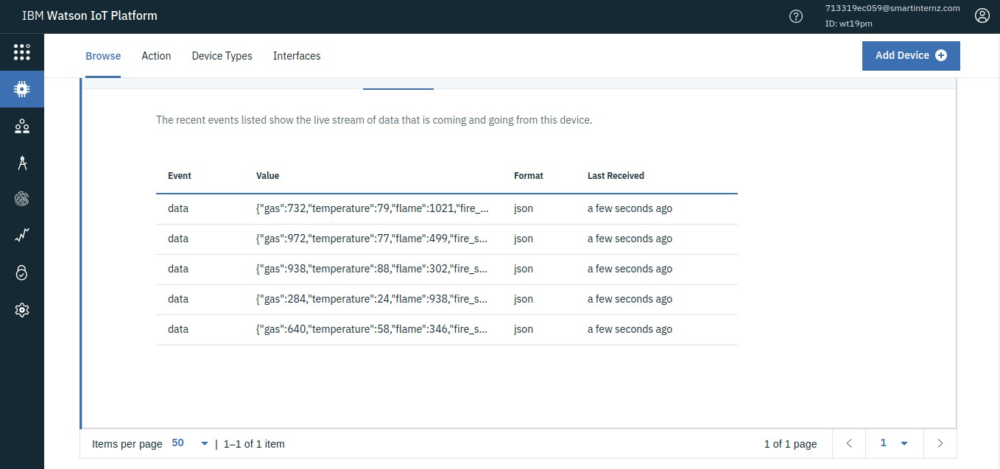 IBM Watson IoT Platform
713319ec059@smartinternz.com
ID: wt19pm
Browse Action Device Types Interfaces
Add Device
The recent events listed show the live stream of data that is coming and going from this device.
Event Value Format Last Received
data {"gas":732,"temperature":79,"flame":1021,"fire_... json a few seconds ago
data {"gas":972,"temperature":77,"flame":499,"fire_s... json a few seconds ago
data {"gas":938,"temperature":88,"flame":302,"fire_s... json a few seconds ago
data {"gas":284,"temperature":24,"flame":938,"fire_s... json a few seconds ago
data {"gas":640,"temperature":58,"flame":346,"fire_s... json a few seconds ago
Items per page 50 | 1–1 of 1 item 1 of 1 page 1